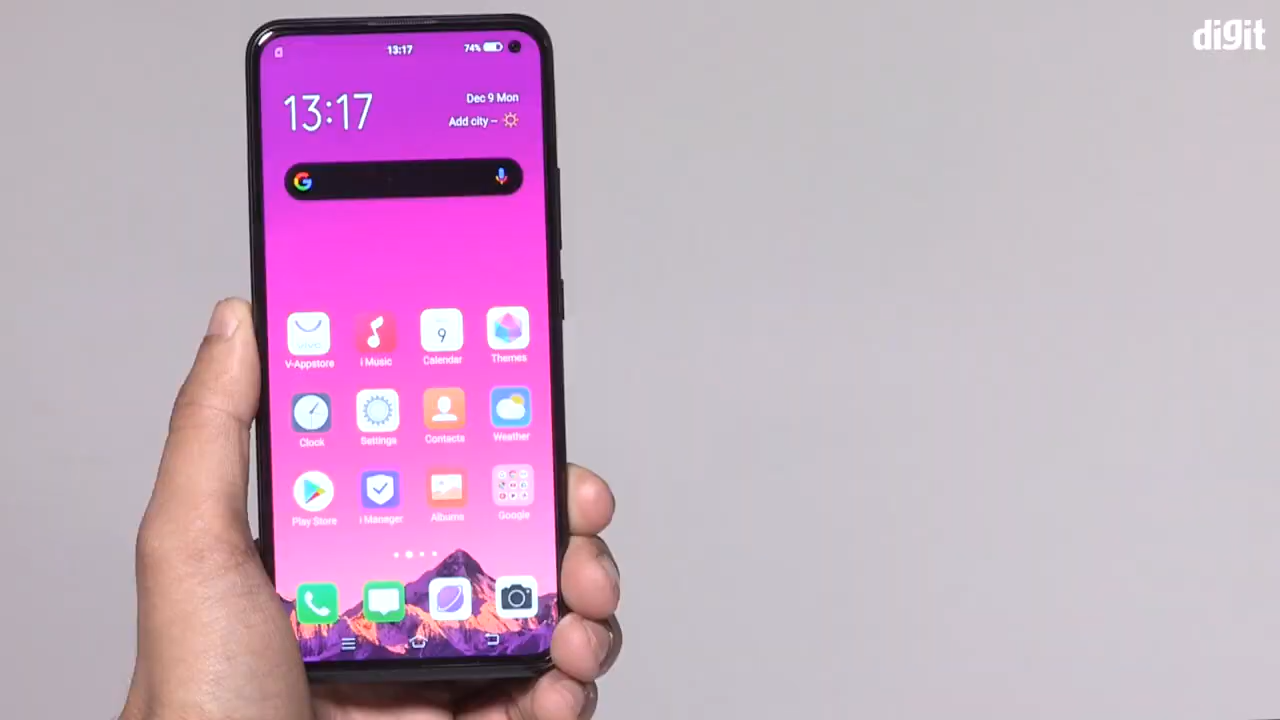 digit
13:17
74%
13:17
Dec 9 Mon
Add city –
G
V-Appstore
i Music
Calendar
Themes
9
Clock
Settings
Contacts
Weather
Play Store
i Manager
Albums
Google